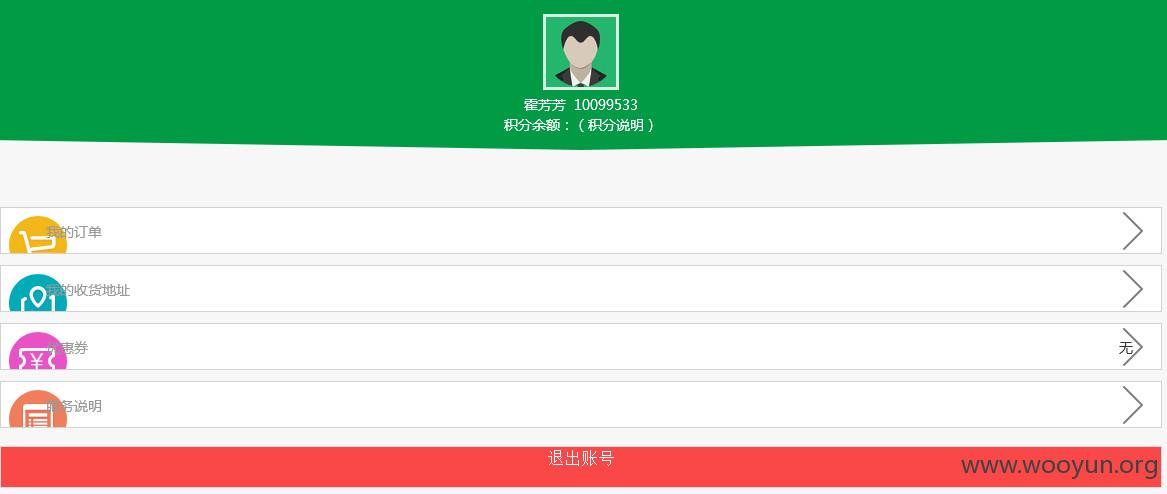 霍芳芳 10099533
积分余额：（积分说明）
我的订单
我的收货地址
优惠券 无
服务说明
退出账号
www.wooyun.org